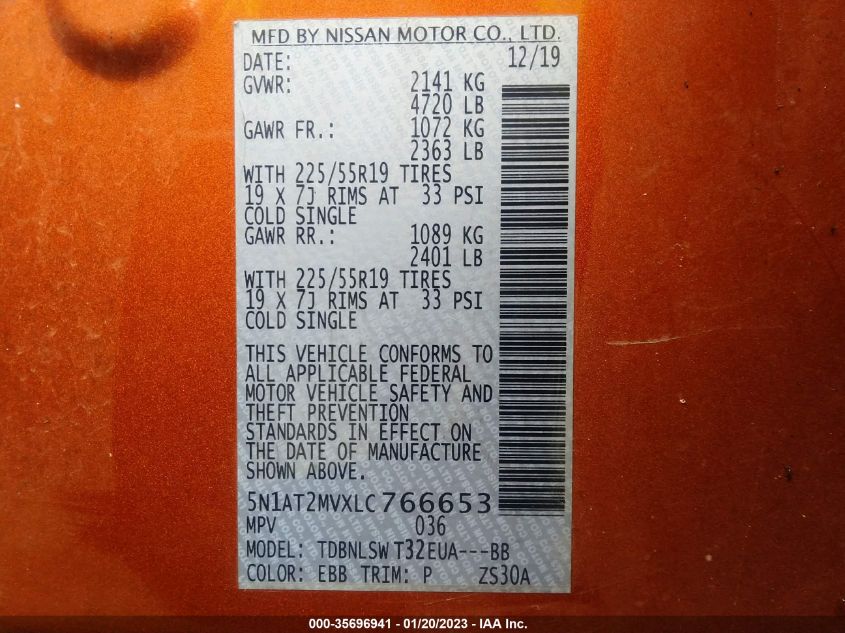 MFD BY NISSAN MOTOR CO., LTD.
DATE: 12/19
GVWR: 2141 KG
4720 LB
GAWR FR.: 1072 KG
2363 LB
WITH 225/55R19 TIRES
19 X 7J RIMS AT 33 PSI
COLD SINGLE
GAWR RR.: 1089 KG
2401 LB
WITH 225/55R19 TIRES
19 X 7J RIMS AT 33 PSI
COLD SINGLE
THIS VEHICLE CONFORMS TO
ALL APPLICABLE FEDERAL
MOTOR VEHICLE SAFETY AND
THEFT PREVENTION
STANDARDS IN EFFECT ON
THE DATE OF MANUFACTURE
SHOWN ABOVE.
5N1AT2MVXLC766653
MPV 036
MODEL: TDBNLSW T32EUA---BB
COLOR: EBB TRIM: P ZS30A
000-35696941 - 01/20/2023 - IAA Inc.